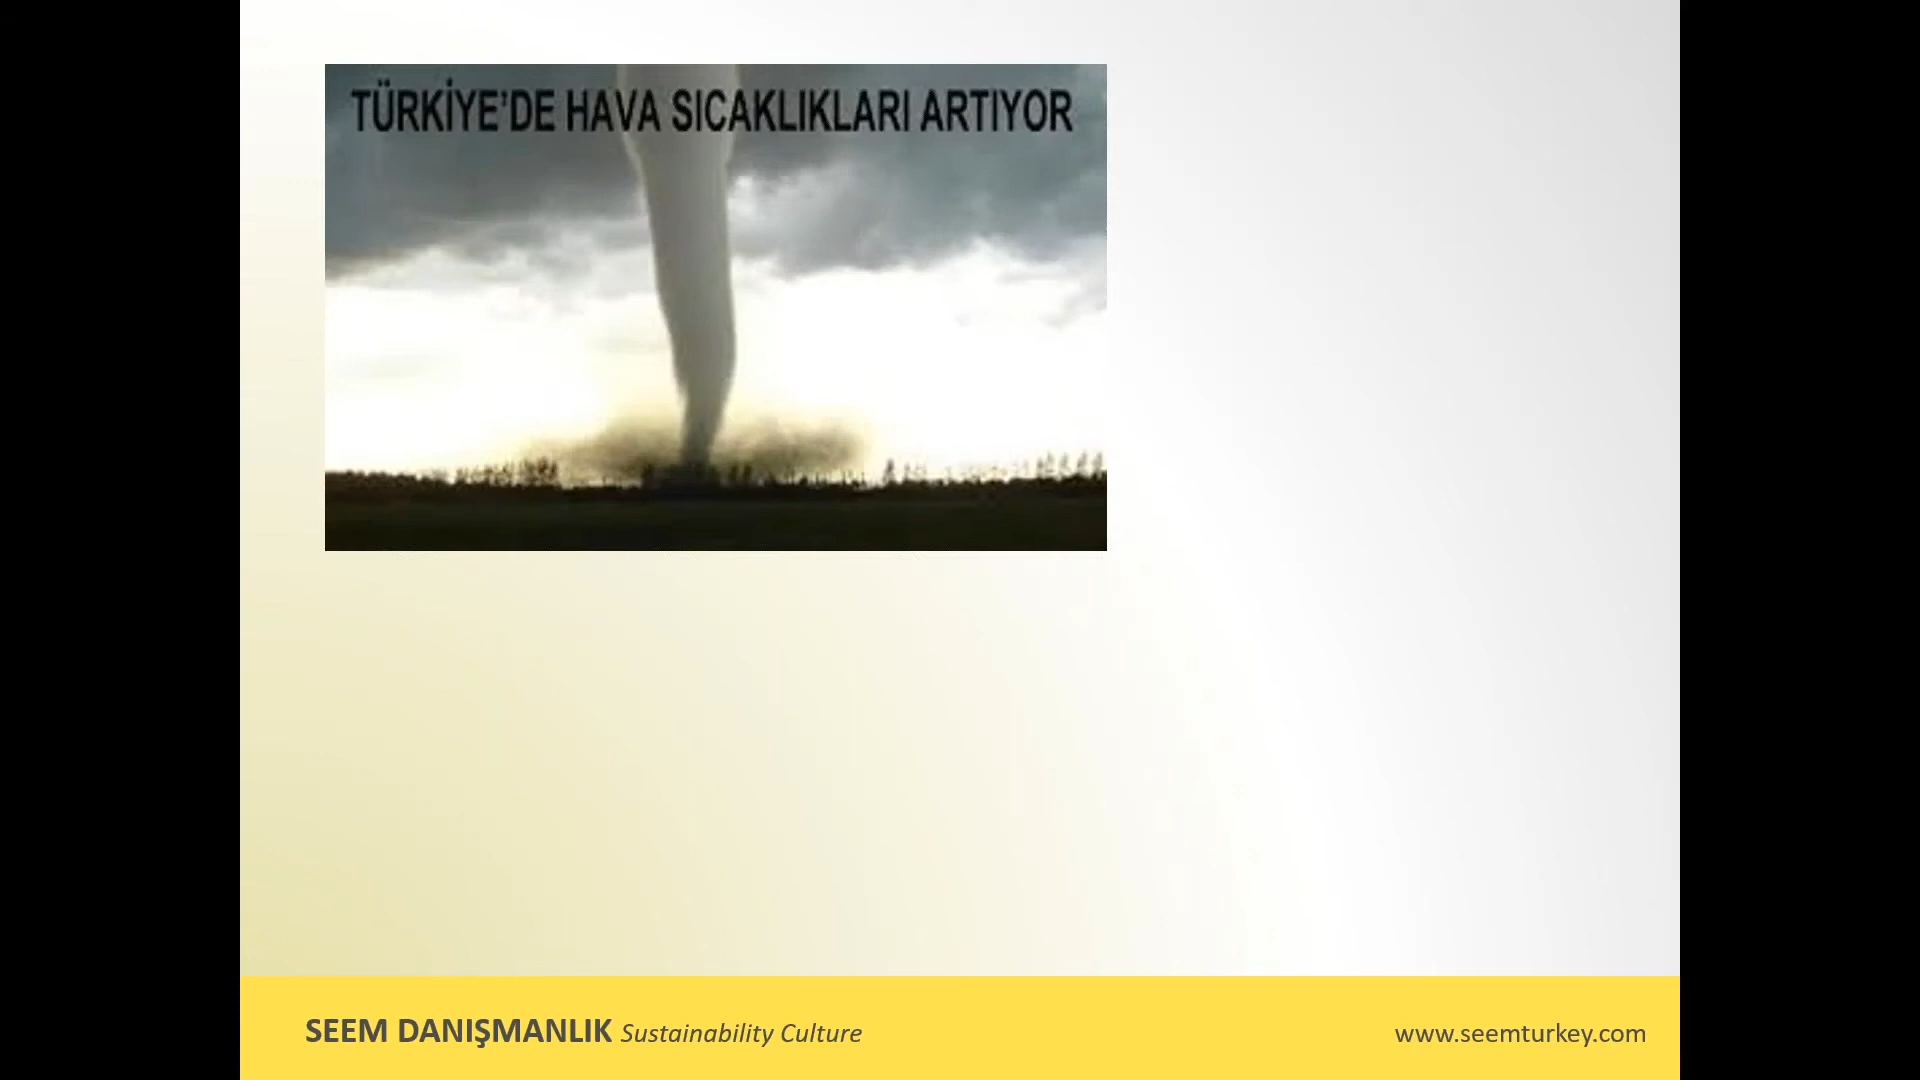 TÜRKİYE'DE HAVA SICAKLIKLARI ARTIYOR
SEEM DANIŞMANLIK Sustainability Culture
www.seemturkey.com